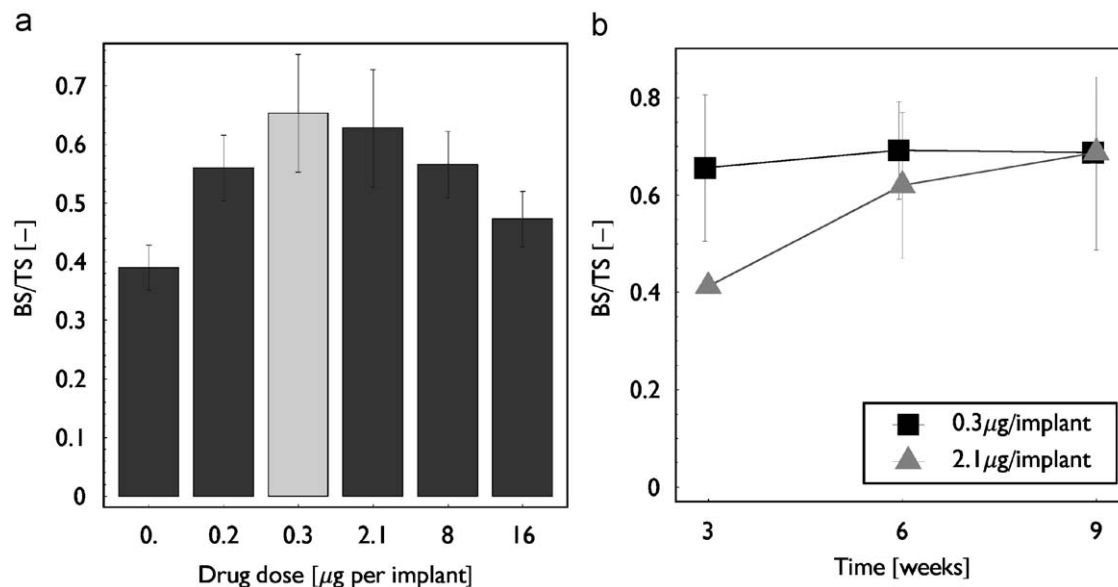 a
BS/TS [–]
0.7
0.6
0.5
0.4
0.3
0.2
0.1
0
0. 0.2 0.3 2.1 8 16
Drug dose [μg per implant]
b
BS/TS [–]
0.8
0.6
0.4
0.2
0
0.3μg/implant
2.1μg/implant
3 6 9
Time [weeks]